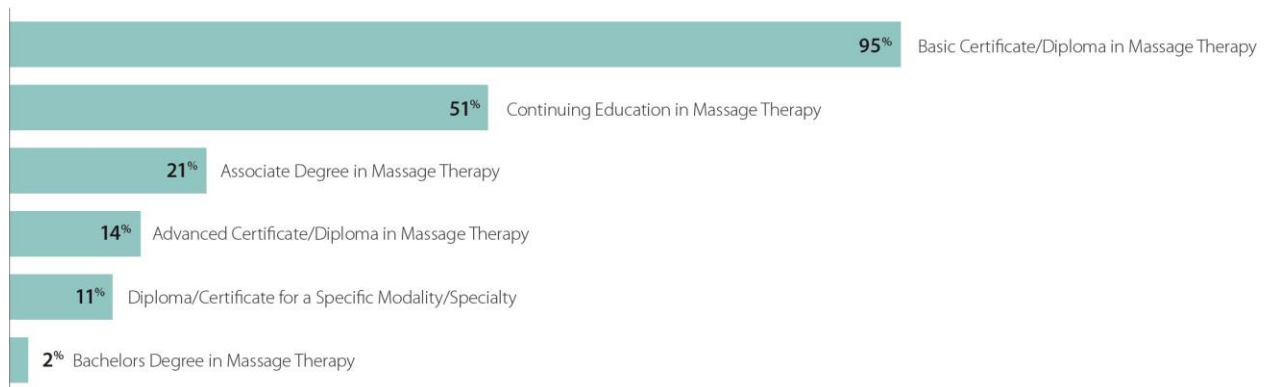 95% Basic Certificate/Diploma in Massage Therapy
51% Continuing Education in Massage Therapy
21% Associate Degree in Massage Therapy
14% Advanced Certificate/Diploma in Massage Therapy
11% Diploma/Certificate for a Specific Modality/Specialty
2% Bachelors Degree in Massage Therapy